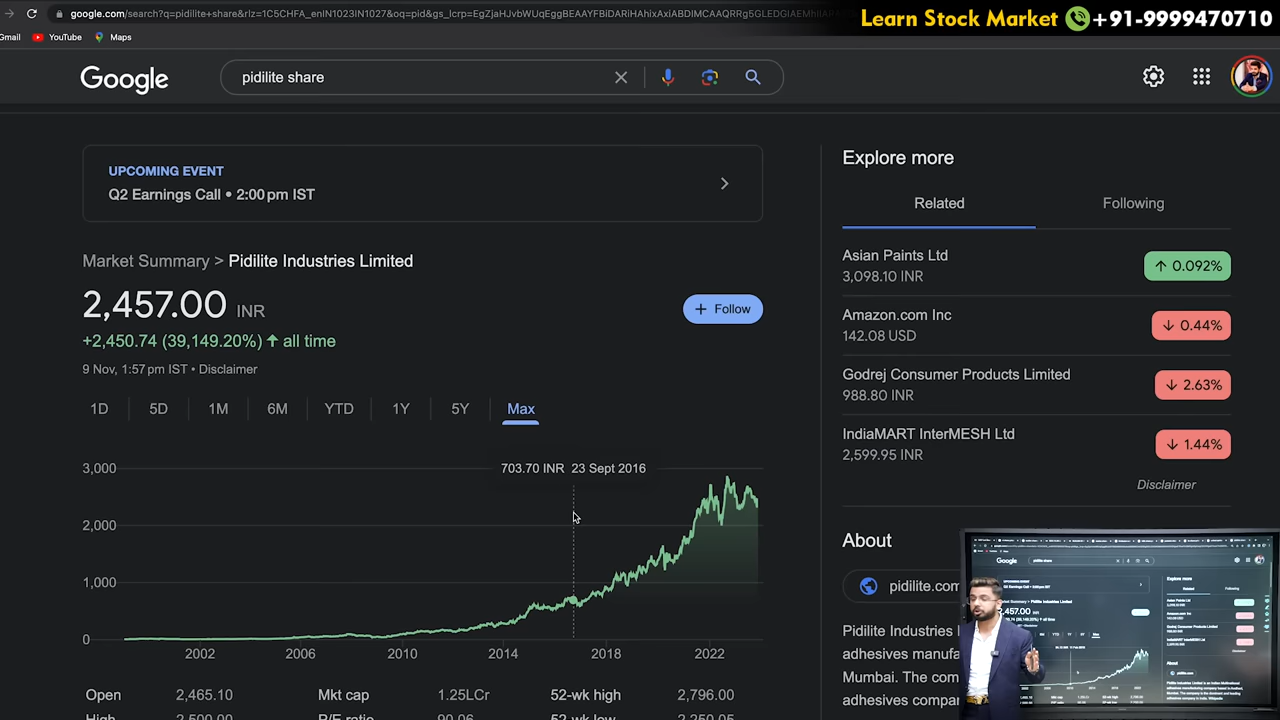 google.com/search?q=pidilite+share&rlz=1C5CHFA_enIN1023IN1027&oq=pid&gs_lcrp=
Learn Stock Market +91-9999470710
Gmail YouTube Maps
Google pidilite share
UPCOMING EVENT
Q2 Earnings Call • 2:00 pm IST
Market Summary > Pidilite Industries Limited
2,457.00 INR
+ Follow
+2,450.74 (39,149.20%) ↑ all time
9 Nov, 1:57 pm IST • Disclaimer
1D 5D 1M 6M YTD 1Y 5Y Max
703.70 INR 23 Sept 2016
3,000
2,000
1,000
0
2002 2006 2010 2014 2018 2022
Open 2,465.10 Mkt cap 1.25LCr 52-wk high 2,796.00
Explore more
Related Following
Asian Paints Ltd
3,098.10 INR
↑ 0.092%
Amazon.com Inc
142.08 USD
↓ 0.44%
Godrej Consumer Products Limited
988.80 INR
↓ 2.63%
IndiaMART InterMESH Ltd
2,599.95 INR
↓ 1.44%
Disclaimer
About
pidilite.com
Pidilite Industries
adhesives manufa
Mumbai. The com
adhesives compa